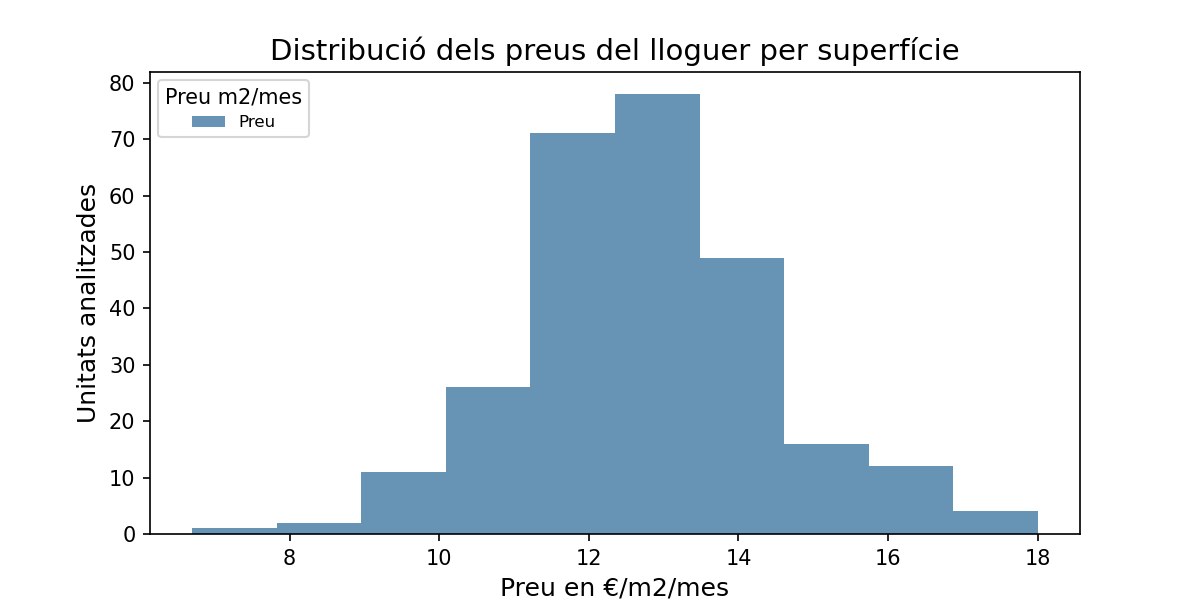 Distribució dels preus del lloguer per superfície
Preu m2/mes
Preu
Unitats analitzades
80
70
60
50
40
30
20
10
0
8 10 12 14 16 18
Preu en €/m2/mes